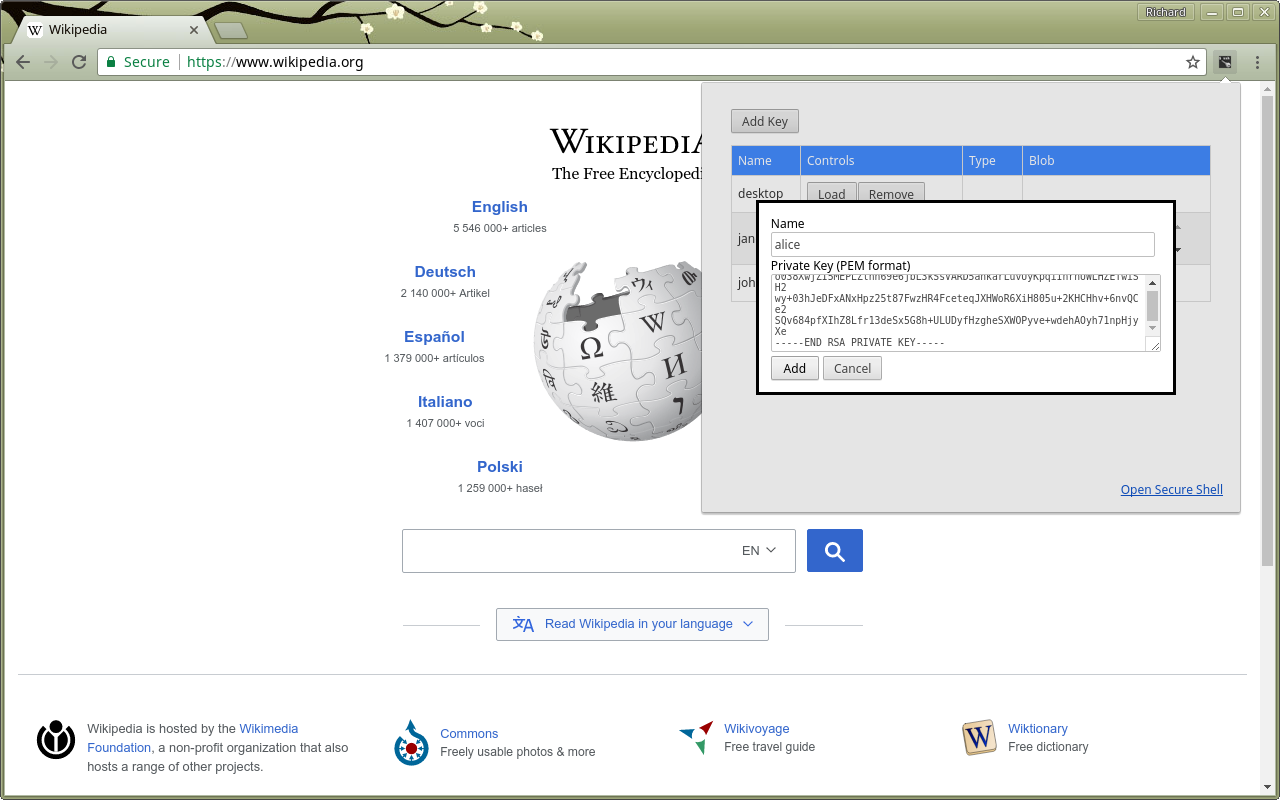 Richard
Wikipedia
Secure https://www.wikipedia.org
WIKIPEDIA
The Free Encyclopedi
English
5 546 000+ articles
Deutsch
2 140 000+ Artikel
Español
1 379 000+ artículos
Italiano
1 407 000+ voci
Polski
1 259 000+ haseł
Ω
W
И
維
Add Key
Name Controls Type Blob
desktop Load Remove
jan
joh
Name
alice
Private Key (PEM format)
H2
wy+03hJeDFxANxHpz25t87FwzHR4FceteqJXHWoR6XiH805u+2KHCHhv+6nvQC
e2
SQv684pfXIhZ8Lfr13deSx5G8h+ULUDyfHzgheSXWOPyve+wdehAOyh71npHjy
Xe
-----END RSA PRIVATE KEY-----
Add Cancel
Open Secure Shell
EN
Read Wikipedia in your language
Wikipedia is hosted by the Wikimedia
Foundation, a non-profit organization that also
hosts a range of other projects.
Commons
Freely usable photos & more
Wikivoyage
Free travel guide
W
Wiktionary
Free dictionary